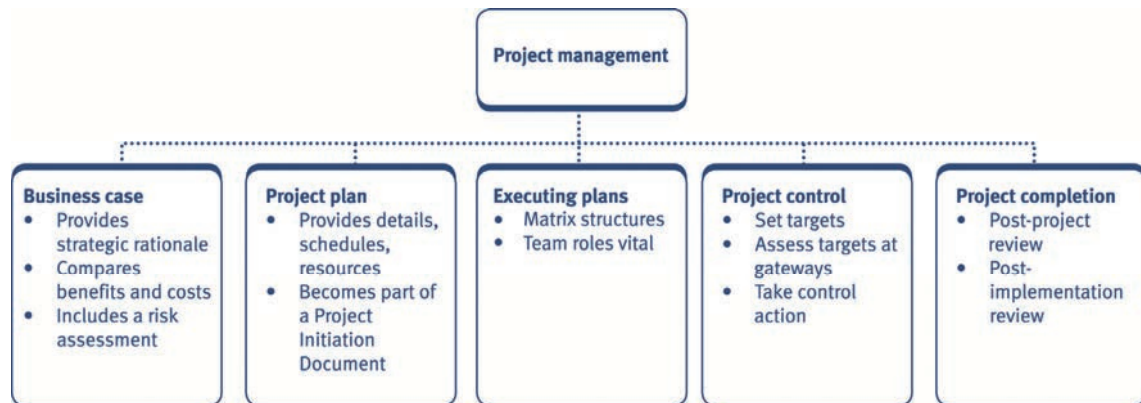 Project management
Business case
• Provides
strategic rationale
• Compares
benefits and costs
• Includes a risk
assessment
Project plan
• Provides details,
schedules,
resources
• Becomes part of
a Project
Initiation
Document
Executing plans
• Matrix structures
• Team roles vital
Project control
• Set targets
• Assess targets at
gateways
• Take control
action
Project completion
• Post-project
review
• Post-
implementation
review